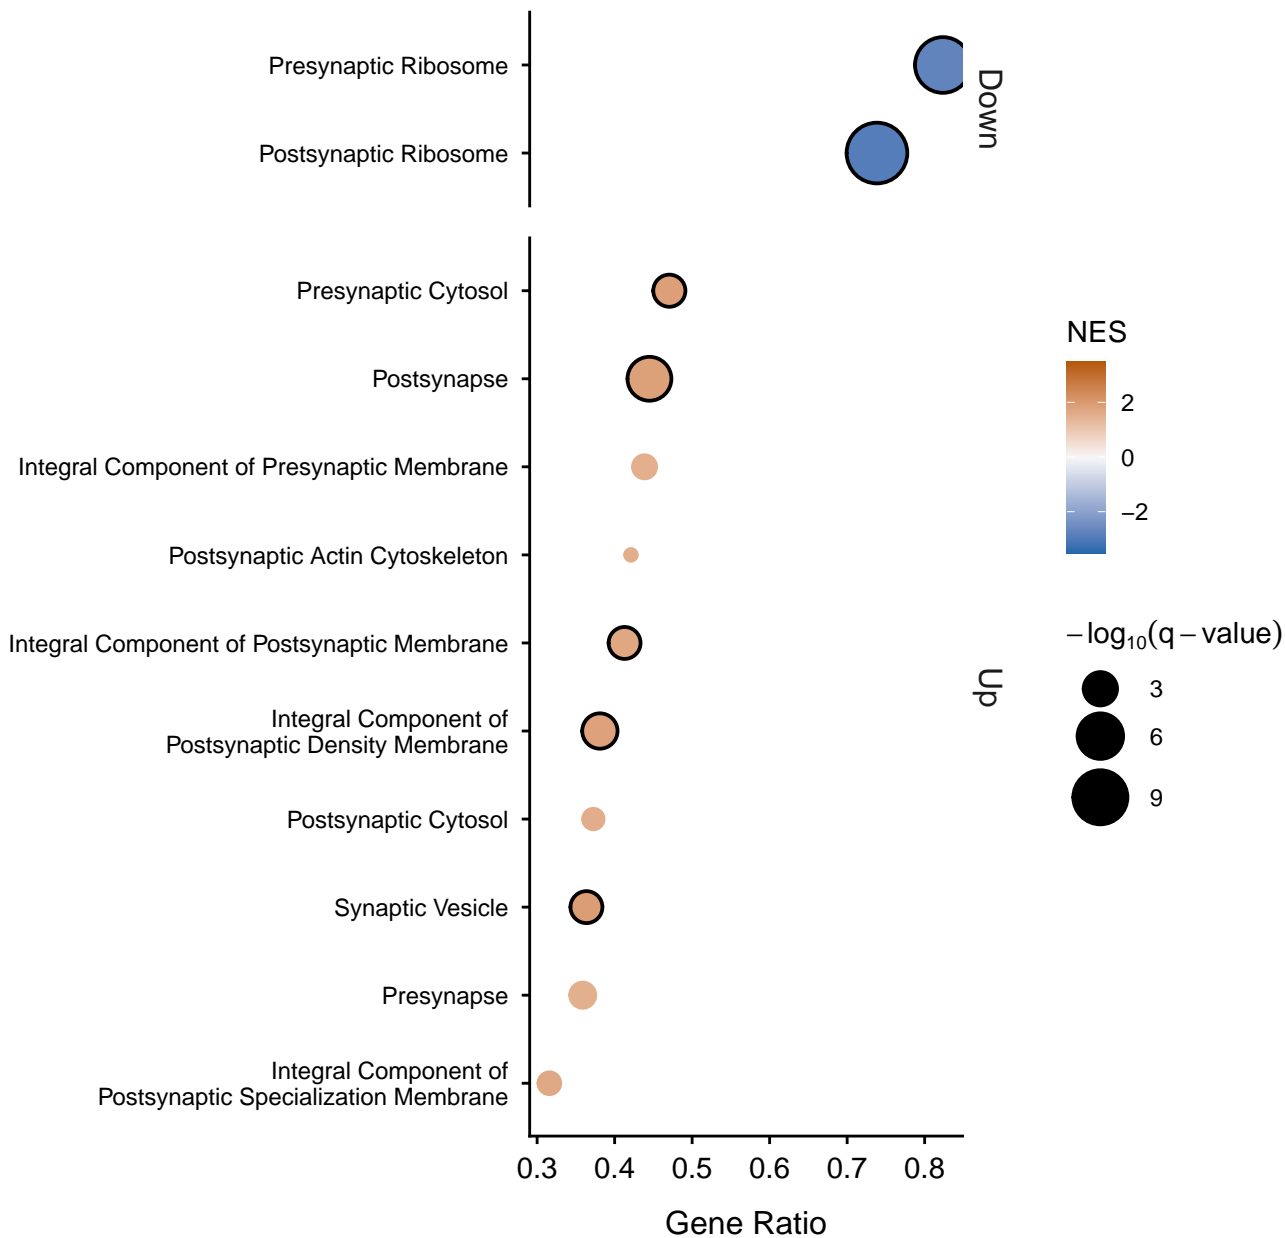 Presynaptic Ribosome
Postsynaptic Ribosome
Down
Presynaptic Cytosol
Postsynapse
Integral Component of Presynaptic Membrane
Postsynaptic Actin Cytoskeleton
Integral Component of Postsynaptic Membrane
Integral Component of
Postsynaptic Density Membrane
Postsynaptic Cytosol
Synaptic Vesicle
Presynapse
Integral Component of
Postsynaptic Specialization Membrane
Up
0.3 0.4 0.5 0.6 0.7 0.8
Gene Ratio
NES
2
0
−2
−log₁₀(q−value)
3
6
9